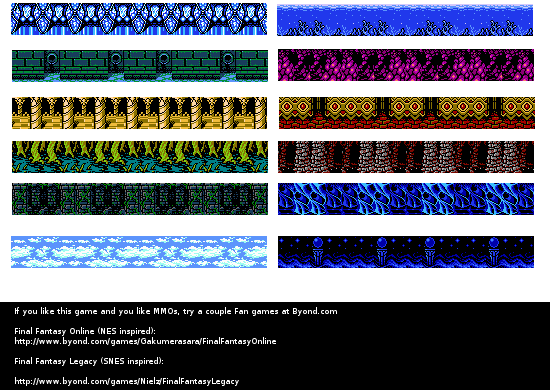 If you like this game and you like MMOs, try a couple Fan games at Byond.com
Final Fantasy Online (NES inspired):
http://www.byond.com/games/Gakumerasara/FinalFantasyOnline
Final Fantasy Legacy (SNES inspired):
http://www.byond.com/games/Nielz/FinalFantasyLegacy